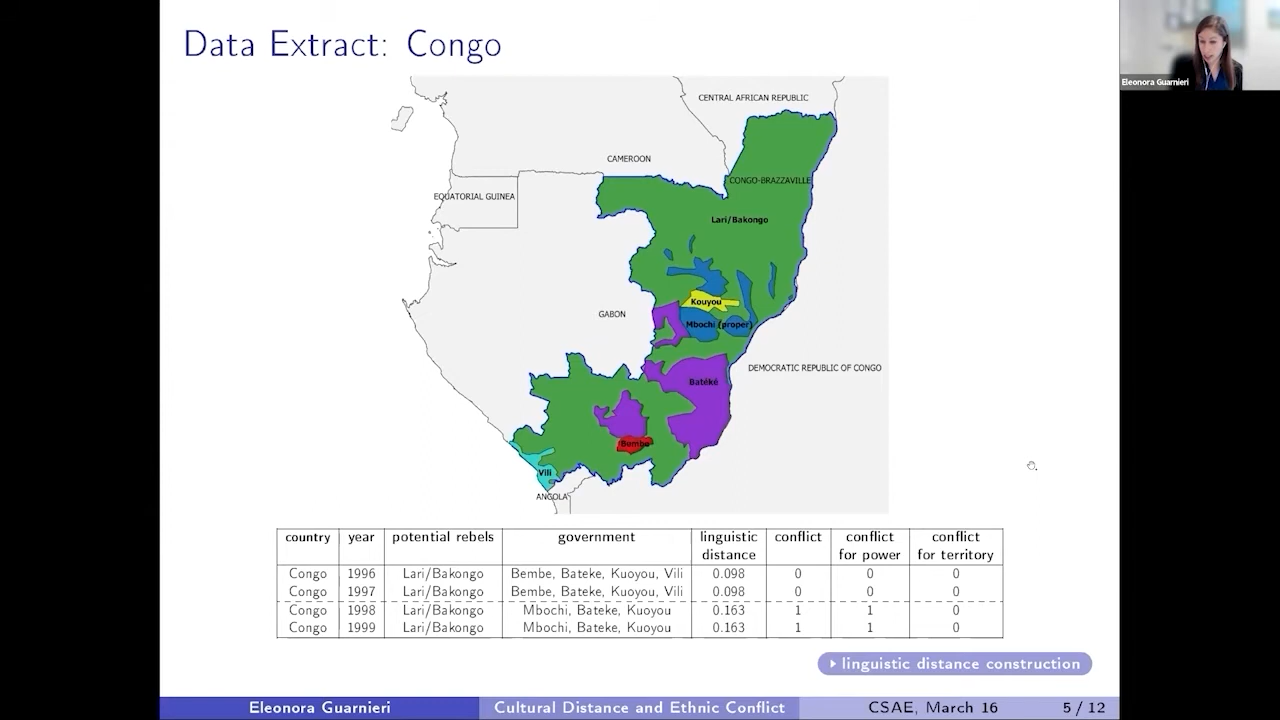 Data Extract: Congo
Eleonora Guarnieri
CENTRAL AFRICAN REPUBLIC
CAMEROON
CONGO-BRAZZAVILLE
EQUATORIAL GUINEA
Lari/Bakongo
Kouyou
GABON
Mbochi (proper)
DEMOCRATIC REPUBLIC OF CONGO
Batéké
Bembe
Vili
ANGOLA
country year potential rebels government linguistic distance conflict conflict for power conflict for territory
Congo 1996 Lari/Bakongo Bembe, Bateke, Kuoyou, Vili 0.098 0 0 0
Congo 1997 Lari/Bakongo Bembe, Bateke, Kuoyou, Vili 0.098 0 0 0
Congo 1998 Lari/Bakongo Mbochi, Bateke, Kuoyou 0.163 1 1 0
Congo 1999 Lari/Bakongo Mbochi, Bateke, Kuoyou 0.163 1 1 0
linguistic distance construction
Eleonora Guarnieri Cultural Distance and Ethnic Conflict CSAE, March 16 5 / 12